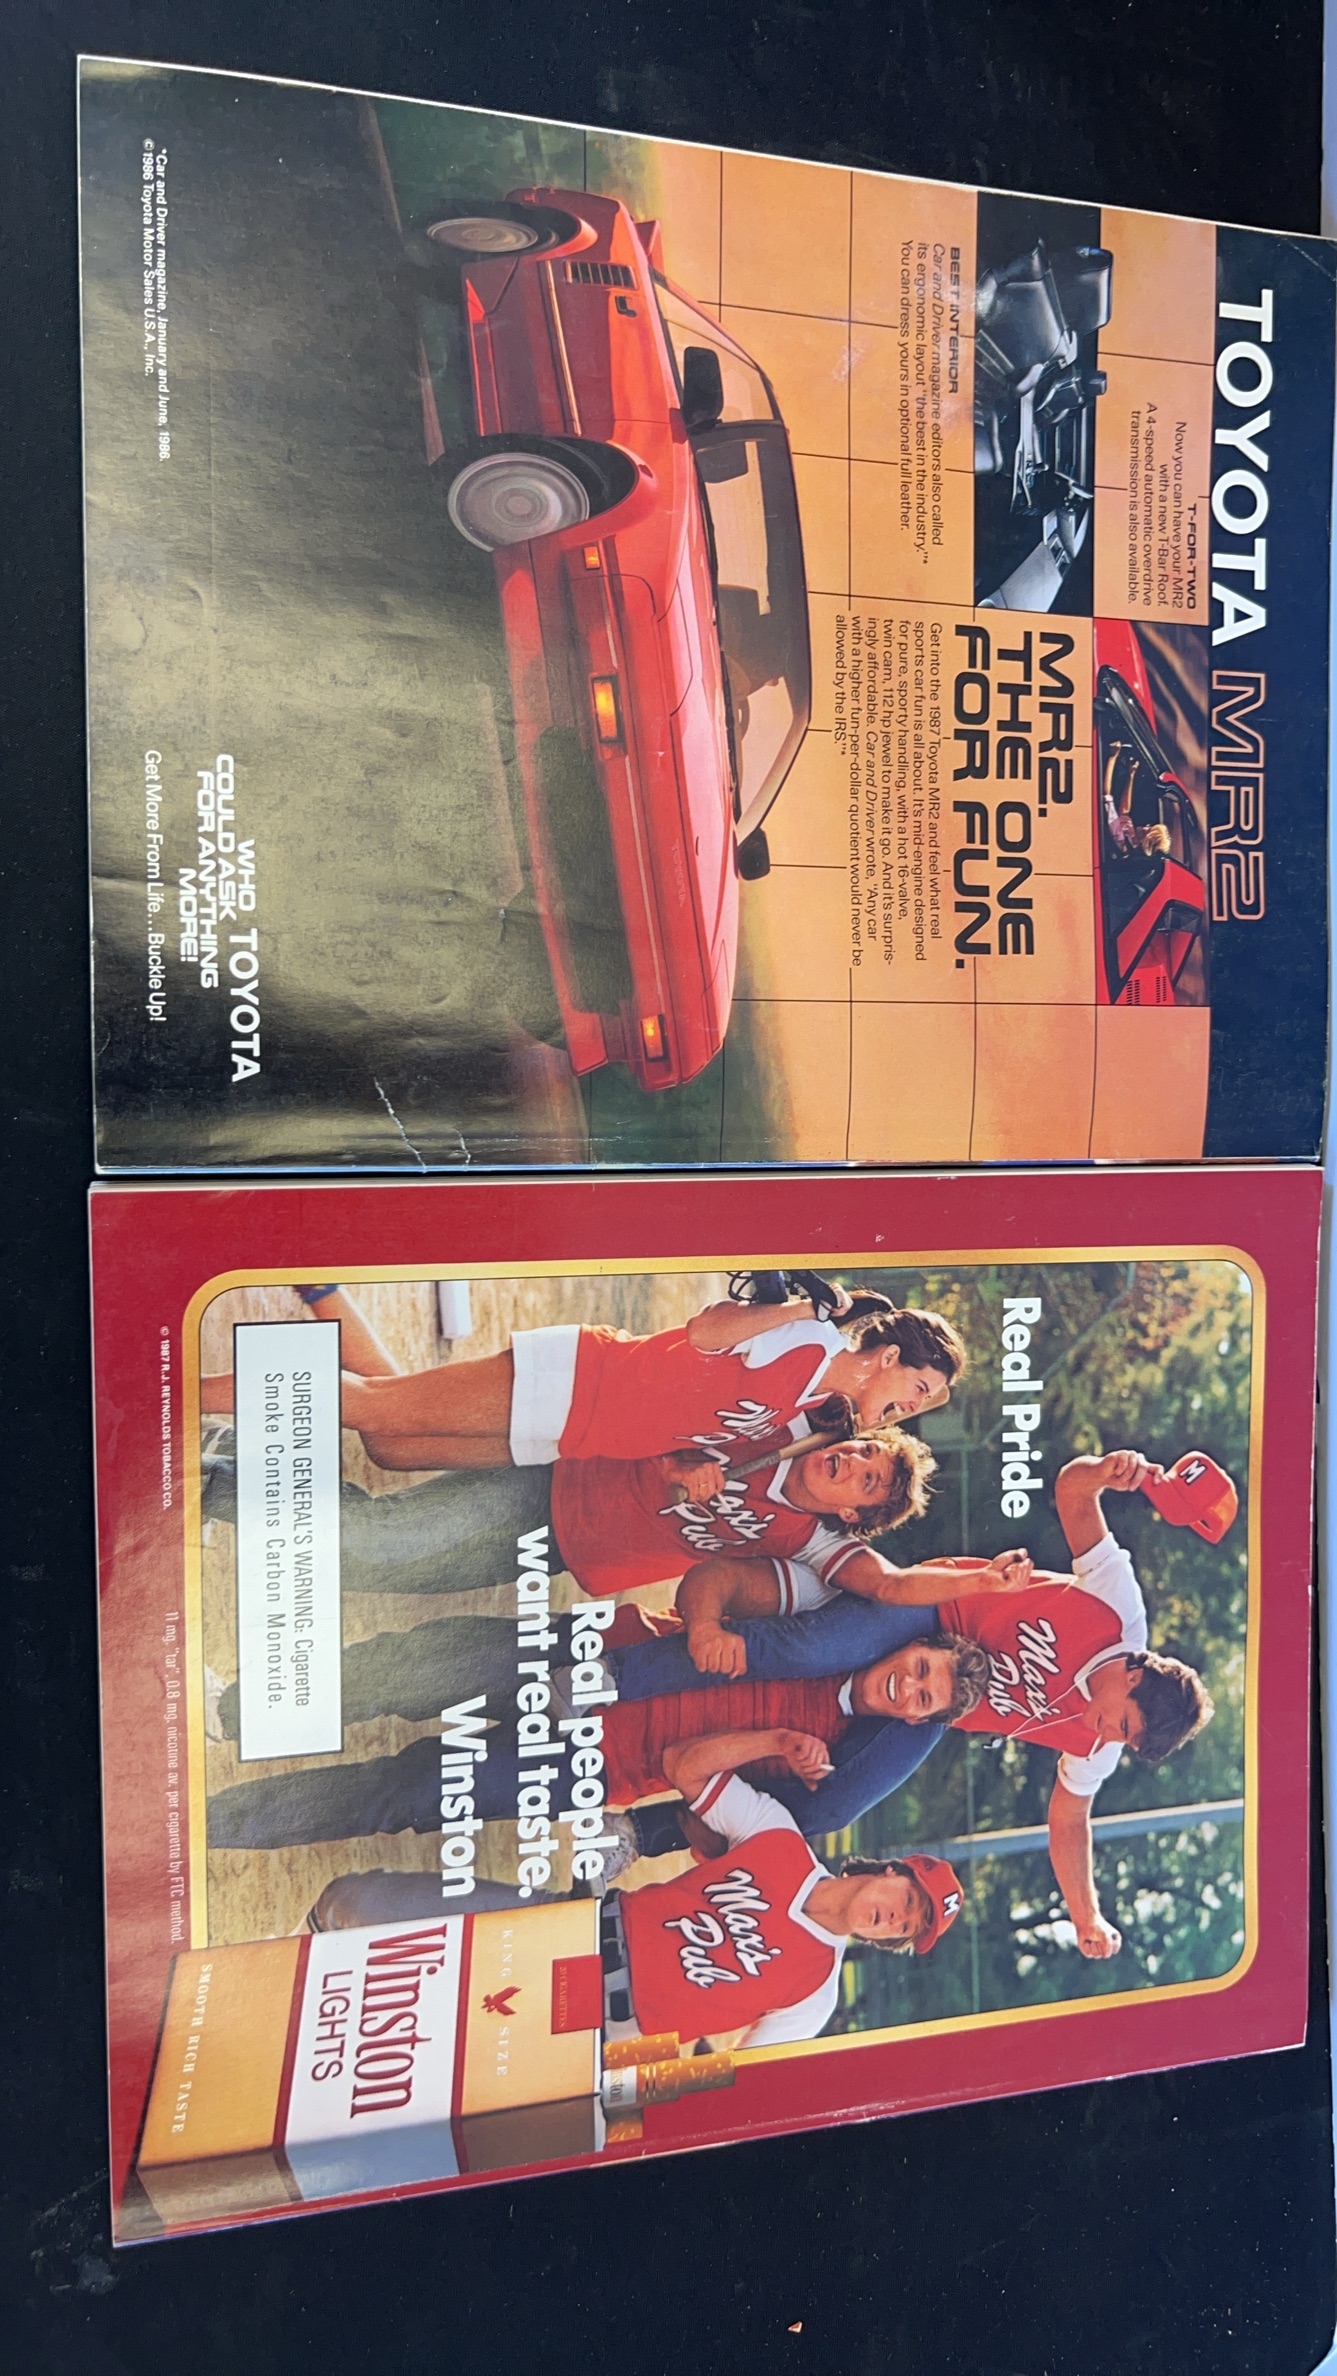 TOYOTA MR2
T-FOR-TWO
Now you can have your MR2
with a new T-Bar Roof.
A 4-speed automatic overdrive
transmission is also available.
BEST INTERIOR
Car and Driver magazine editors also called
its ergonomic layout "the best in the industry."*
You can dress yours in optional full leather.
MR2.
THE ONE
FOR FUN.
Get into the 1987 Toyota MR2 and feel what real
sports car fun is all about. It's mid-engine designed
for pure, sporty handling, with a hot 16-valve,
twin cam, 112 hp jewel to make it go. And it's surpris-
ingly affordable. Car and Driver wrote, "Any car
with a higher fun-per-dollar quotient would never be
allowed by the IRS."*
TOYOTA
WHO TOYOTA
COULD ASK
FOR ANYTHING
MORE!
Get More From Life...Buckle Up!
*Car and Driver magazine, January and June, 1986.
© 1986 Toyota Motor Sales U.S.A., Inc.
Real Pride
M
Max's
Pub
Max's
Pub
M
Max's
Pub
Real people
want real taste.
Winston
SURGEON GENERAL'S WARNING: Cigarette
Smoke Contains Carbon Monoxide.
20 CIGARETTES
KING SIZE
Winston
LIGHTS
SMOOTH RICH TASTE
© 1987 R.J. REYNOLDS TOBACCO CO.
11 mg. "tar", 0.8 mg. nicotine av. per cigarette by FTC method.